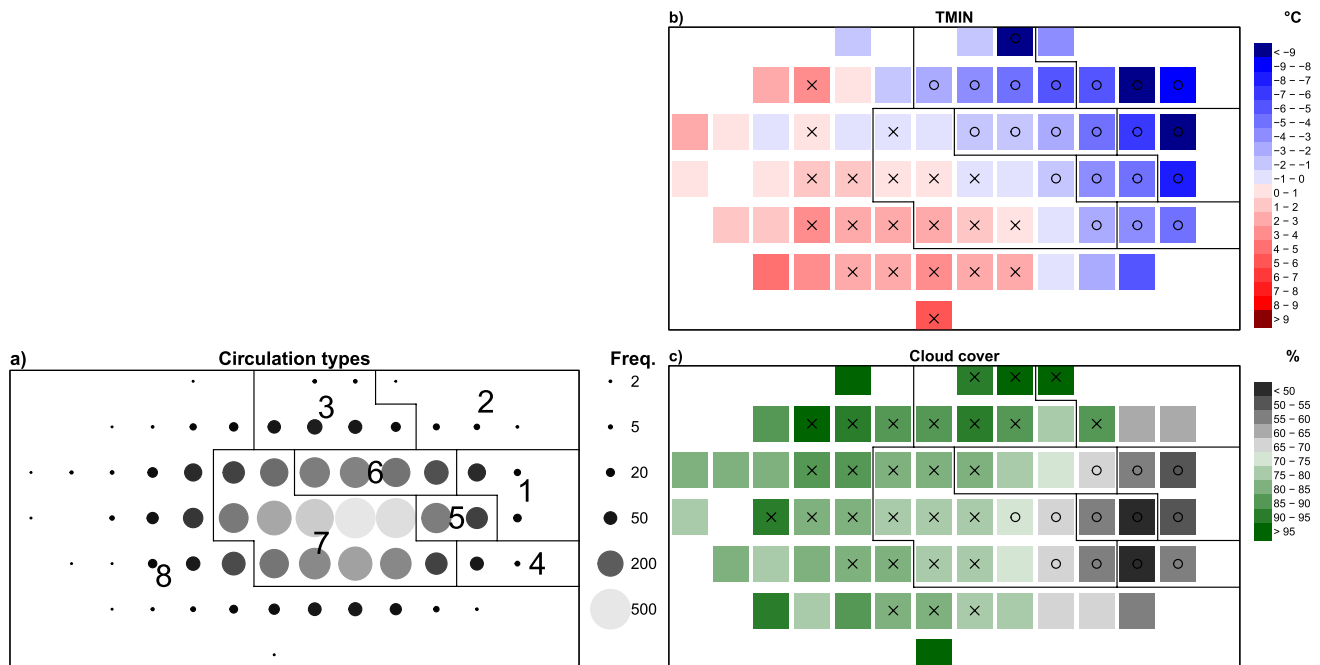 b)
TMIN
°C
< −9
−9 − −8
−8 − −7
−7 − −6
−6 − −5
−5 − −4
−4 − −3
−3 − −2
−2 − −1
−1 − 0
0 − 1
1 − 2
2 − 3
3 − 4
4 − 5
5 − 6
6 − 7
7 − 8
8 − 9
> 9
a)
Circulation types
Freq.
3
2
6
1
5
7
8
4
2
5
20
50
200
500
c)
Cloud cover
%
< 50
50 − 55
55 − 60
60 − 65
65 − 70
70 − 75
75 − 80
80 − 85
85 − 90
90 − 95
> 95